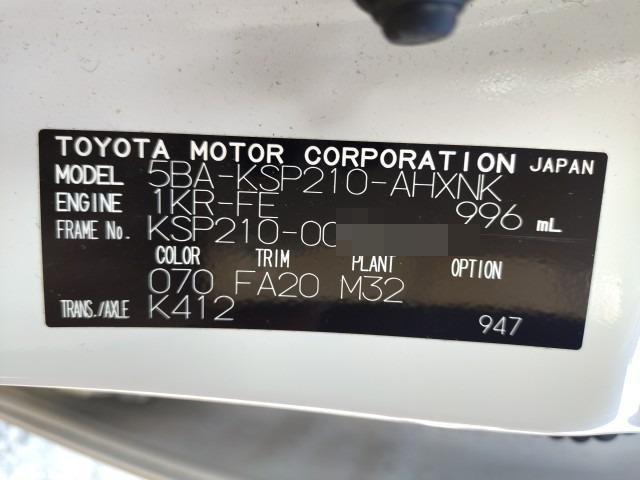 TOYOTA MOTOR CORPORATION JAPAN
MODEL 5BA-KSP210-AHXNK
ENGINE 1KR-FE 996 mL
FRAME No. KSP210-00
COLOR TRIM PLANT OPTION
070 FA20 M32
TRANS./AXLE K412
947